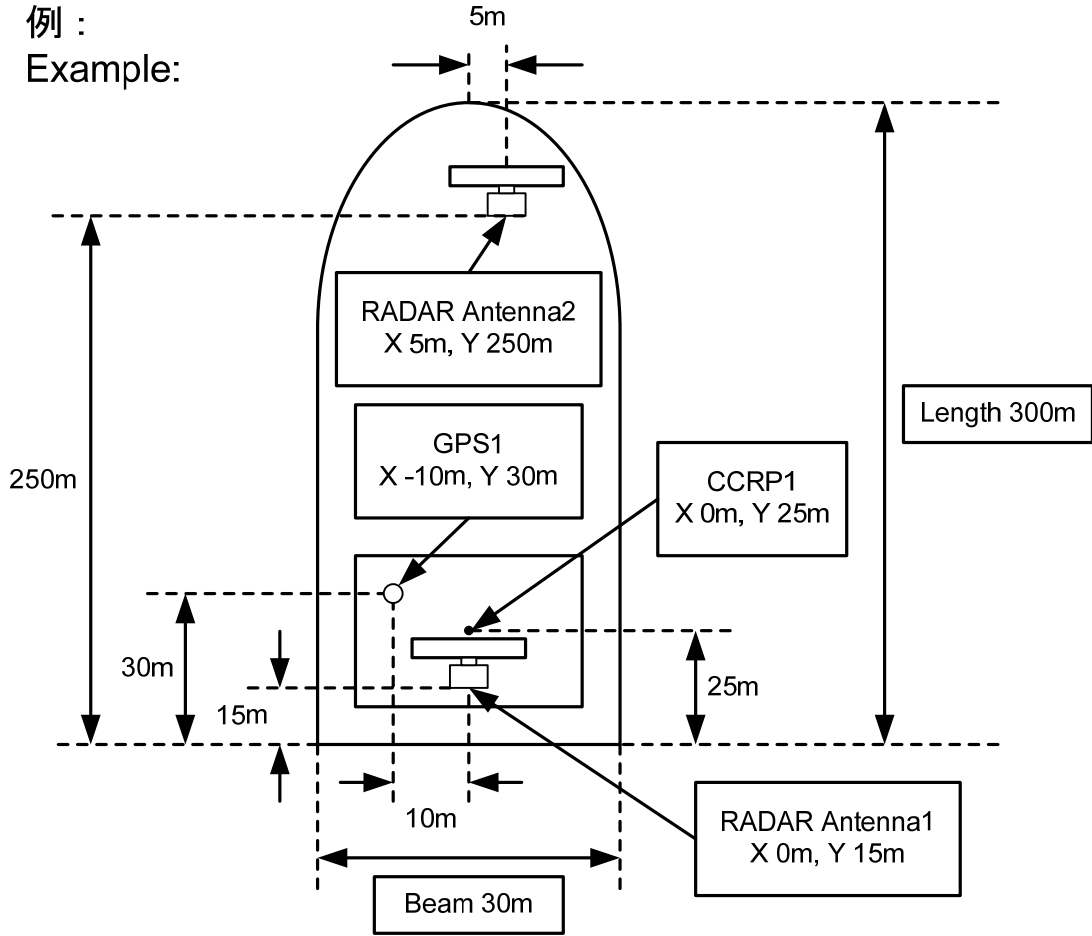 例：
Example:
5m
RADAR Antenna2
X 5m, Y 250m
Length 300m
GPS1
X -10m, Y 30m
CCRP1
X 0m, Y 25m
250m
30m
15m
25m
10m
RADAR Antenna1
X 0m, Y 15m
Beam 30m